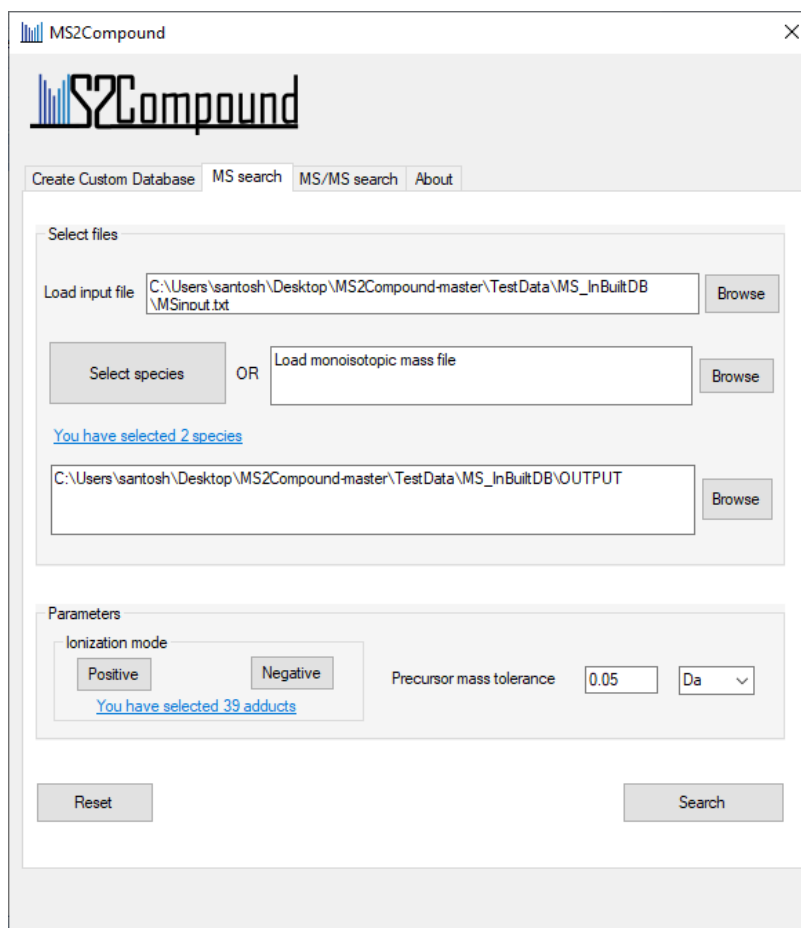 MS2Compound
MS2Compound
Create Custom Database MS search MS/MS search About
Select files
Load input file C:\Users\santosh\Desktop\MS2Compound-master\TestData\MS_InBuiltDB
\MSinput.txt
Browse
Select species OR Load monoisotopic mass file
Browse
You have selected 2 species
C:\Users\santosh\Desktop\MS2Compound-master\TestData\MS_InBuiltDB\OUTPUT
Browse
Parameters
Ionization mode
Positive Negative
You have selected 39 adducts
Precursor mass tolerance 0.05 Da
Reset Search